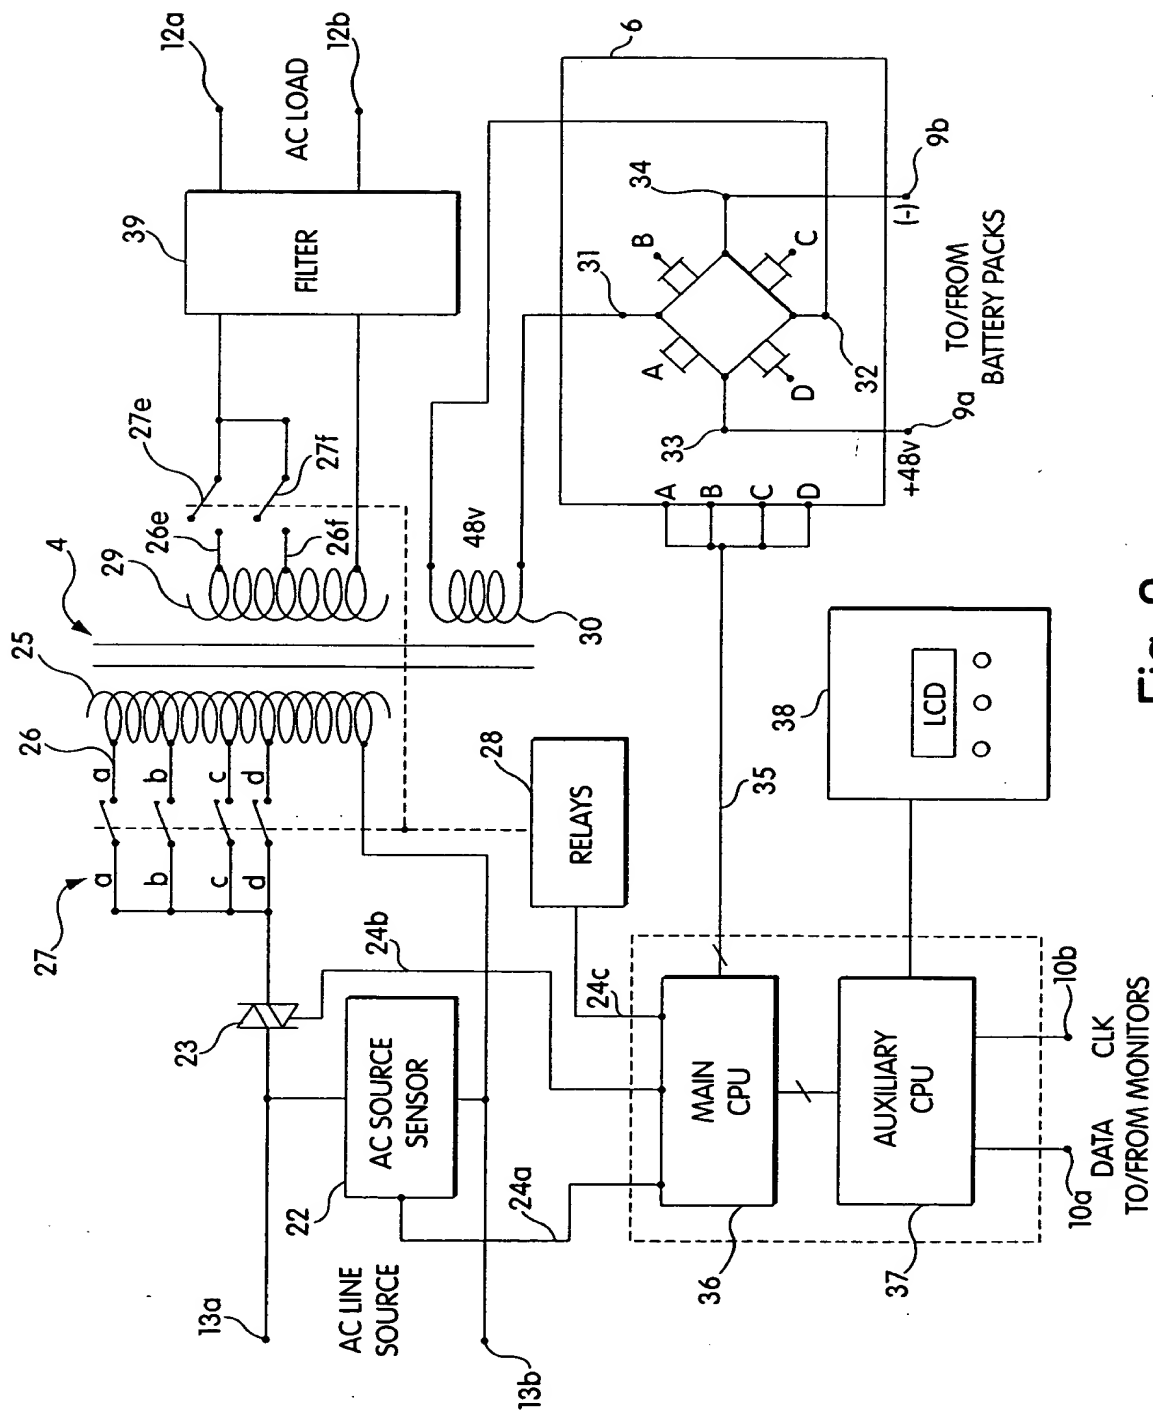 12a
12b
AC LOAD
39
FILTER
27e
27f
26e
26f
4
29
25
26
a
b
c
d
a
b
c
d
27
23
24b
22
AC SOURCE
SENSOR
24a
13a
13b
AC LINE
SOURCE
28
RELAYS
24c
30
48v
6
31
34
B
A
C
D
33
32
A
B
C
D
+48v
9a
(-)
9b
TO/FROM
BATTERY PACKS
35
38
LCD
MAIN
CPU
36
AUXILIARY
CPU
37
10a
DATA
CLK
10b
TO/FROM MONITORS